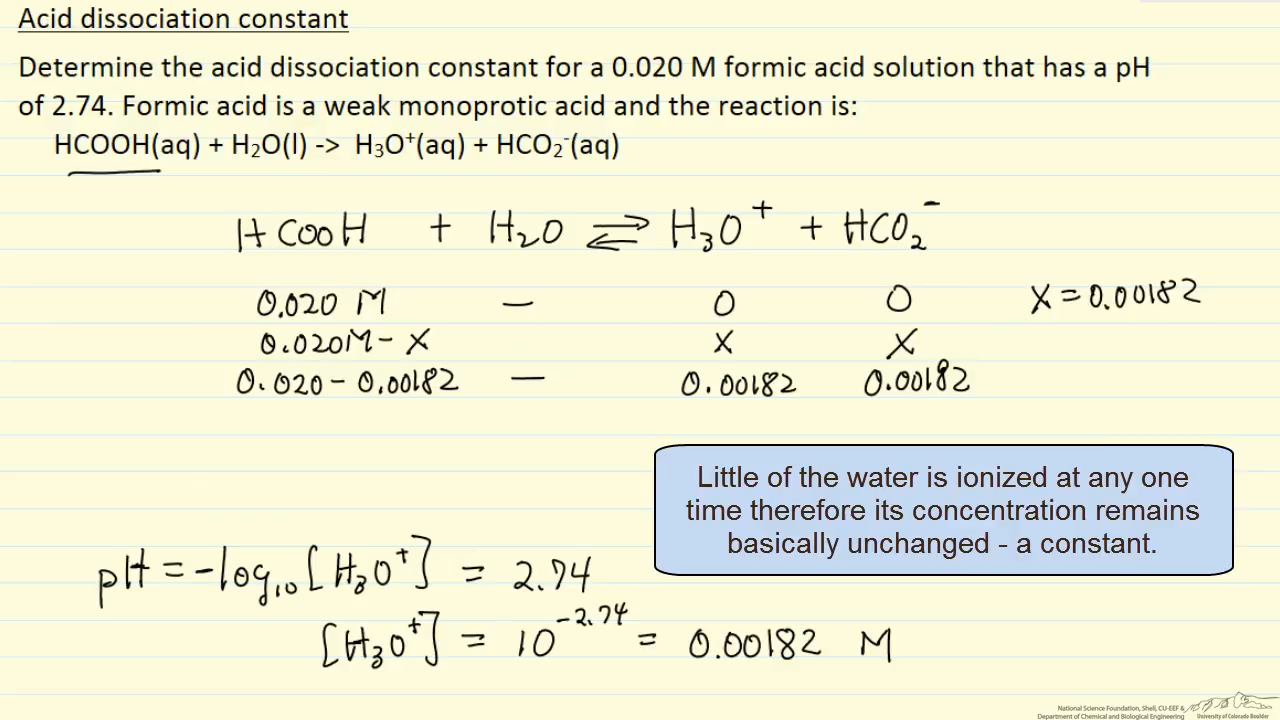 Acid dissociation constant
Determine the acid dissociation constant for a 0.020 M formic acid solution that has a pH
of 2.74. Formic acid is a weak monoprotic acid and the reaction is:
HCOOH(aq) + H₂O(l) -> H₃O⁺(aq) + HCO₂⁻(aq)
HCOOH + H₂O ⇌ H₃O⁺ + HCO₂⁻
0.020 M — 0 0 X = 0.00182
0.020M - X X X
0.020 - 0.00182 — 0.00182 0.00182
Little of the water is ionized at any one
time therefore its concentration remains
basically unchanged - a constant.
pH = -log₁₀ [H₃O⁺] = 2.74
[H₃O⁺] = 10⁻²·⁷⁴ = 0.00182 M
National Science Foundation, Shell, CU-EEF &
Department of Chemical and Biological Engineering
University of Colorado Boulder